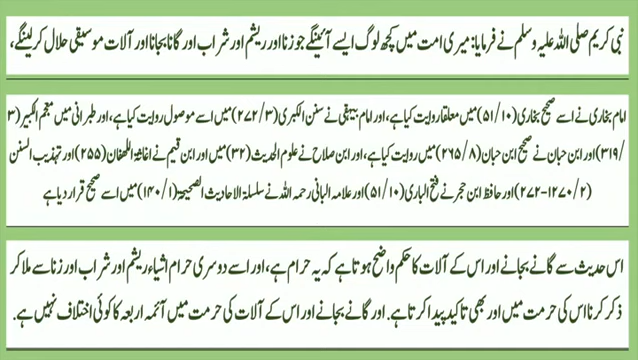 نبی کریم صلی اللہ علیہ وسلم نے فرمایا: میری امت میں کچھ لوگ ایسے آئینگے جو زنا اور ریشم اور شراب اور گانا بجانا اور آلات موسیقی حلال کر لینگے،
امام بخاری نے اسے صحیح بخاری (۵۱/۱۰) میں معلقا روایت کیا ہے، اور امام بیہقی نے سنن الکبری (۲۷۲/۳) میں اسے موصول روایت کیا ہے، اور طبرانی میں معجم الکبیر (۳
/۳۱۹) اور ابن حبان نے صحیح ابن حبان (۲۶۵/۸) میں روایت کیا ہے، اور ابن صلاح نے علوم الحدیث (۳۲) میں اور ابن قیم نے اغاثۃ اللھفان (۲۵۵) اور تہذیب السنن
(۱۲۷۰/۲-۲۷۲) اور حافظ ابن حجر نے فتح الباری (۵۱/۱۰) اور علامہ البانی رحمہ اللہ نے سلسلۃ الاحادیث الصحیحۃ (۱۴۰/۱) میں اسے صحیح قرار دیا ہے
اس حدیث سے گانے بجانے اور اس کے آلات کا حکم واضح ہوتا ہے کہ یہ حرام ہے، اور اسے دوسری حرام اشیاء ریشم اور شراب اور زنا سے ملا کر
ذکر کرنا اس کی حرمت میں اور بھی تاکید پیدا کرتا ہے. اور گانے بجانے اور اس کے آلات کی حرمت میں آئمہ اربعہ کا کوئی اختلاف نہیں ہے.